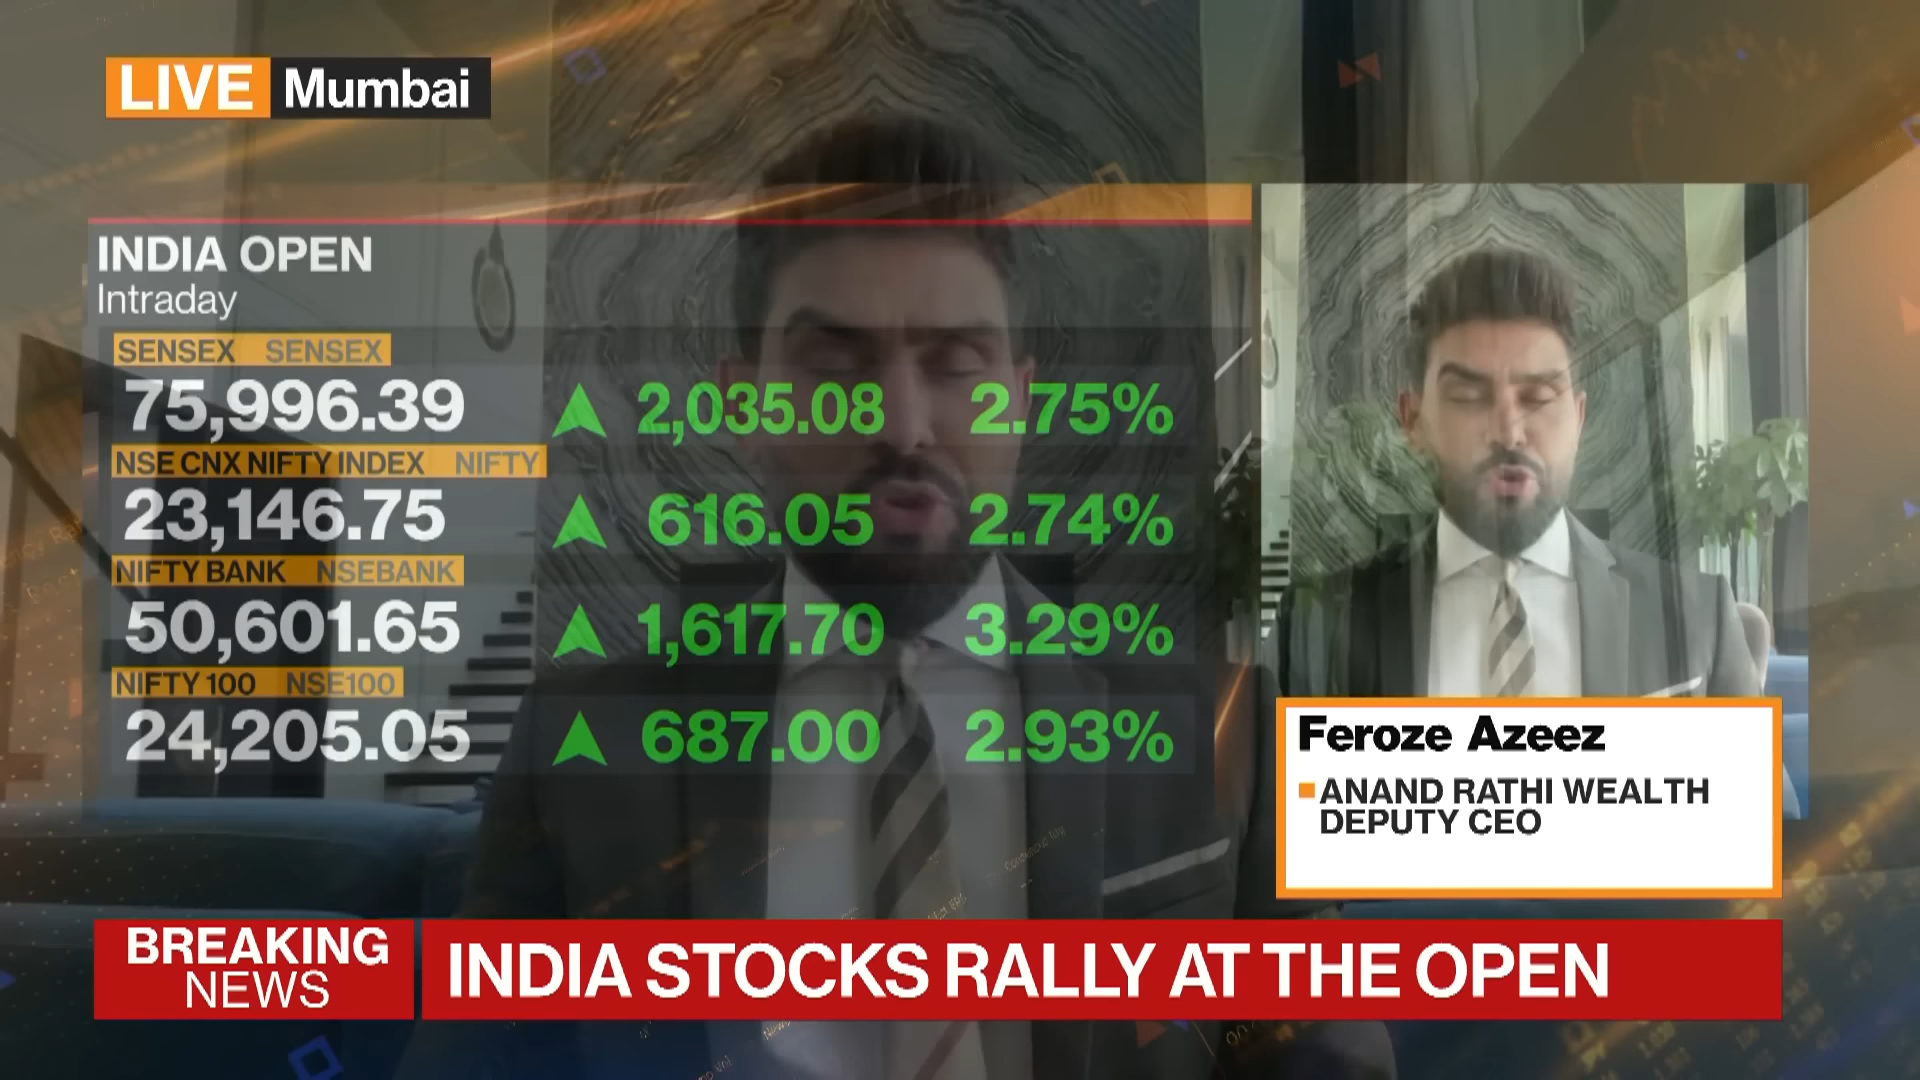 LIVE Mumbai
INDIA OPEN
Intraday
SENSEX SENSEX
75,996.39 2,035.08 2.75%
NSE CNX NIFTY INDEX NIFTY
23,146.75 616.05 2.74%
NIFTY BANK NSEBANK
50,601.65 1,617.70 3.29%
NIFTY 100 NSE100
24,205.05 687.00 2.93%
Feroze Azeez
ANAND RATHI WEALTH
DEPUTY CEO
BREAKING
NEWS
INDIA STOCKS RALLY AT THE OPEN